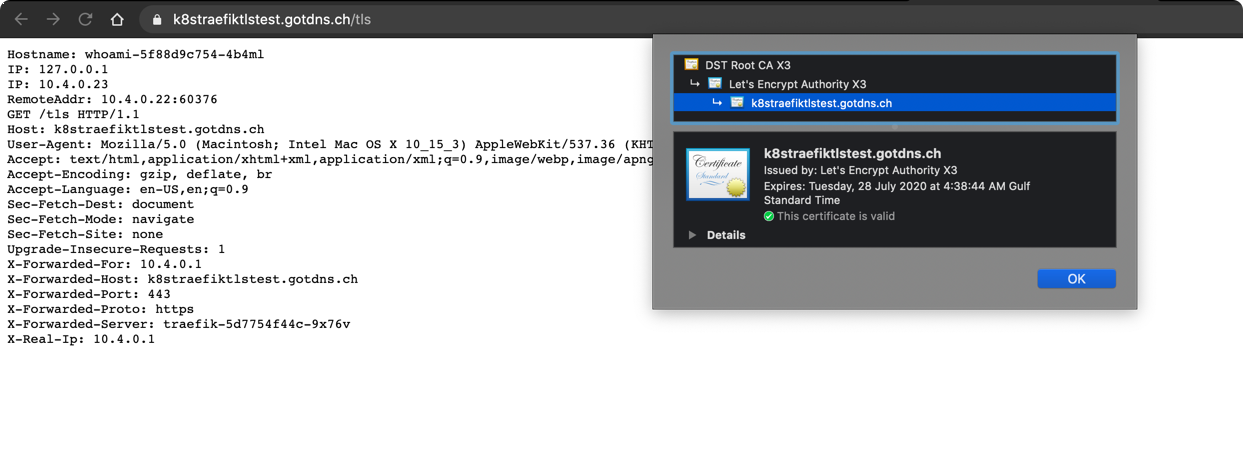 k8straefiktlstest.gotdns.ch/tls
Hostname: whoami-5f88d9c754-4b4ml
IP: 127.0.0.1
IP: 10.4.0.23
RemoteAddr: 10.4.0.22:60376
GET /tls HTTP/1.1
Host: k8straefiktlstest.gotdns.ch
User-Agent: Mozilla/5.0 (Macintosh; Intel Mac OS X 10_15_3) AppleWebKit/537.36 (KHT
Accept: text/html,application/xhtml+xml,application/xml;q=0.9,image/webp,image/apng
Accept-Encoding: gzip, deflate, br
Accept-Language: en-US,en;q=0.9
Sec-Fetch-Dest: document
Sec-Fetch-Mode: navigate
Sec-Fetch-Site: none
Upgrade-Insecure-Requests: 1
X-Forwarded-For: 10.4.0.1
X-Forwarded-Host: k8straefiktlstest.gotdns.ch
X-Forwarded-Port: 443
X-Forwarded-Proto: https
X-Forwarded-Server: traefik-5d7754f44c-9x76v
X-Real-Ip: 10.4.0.1
DST Root CA X3
Let's Encrypt Authority X3
k8straefiktlstest.gotdns.ch
Certificate
Standard
k8straefiktlstest.gotdns.ch
Issued by: Let's Encrypt Authority X3
Expires: Tuesday, 28 July 2020 at 4:38:44 AM Gulf
Standard Time
This certificate is valid
Details
OK